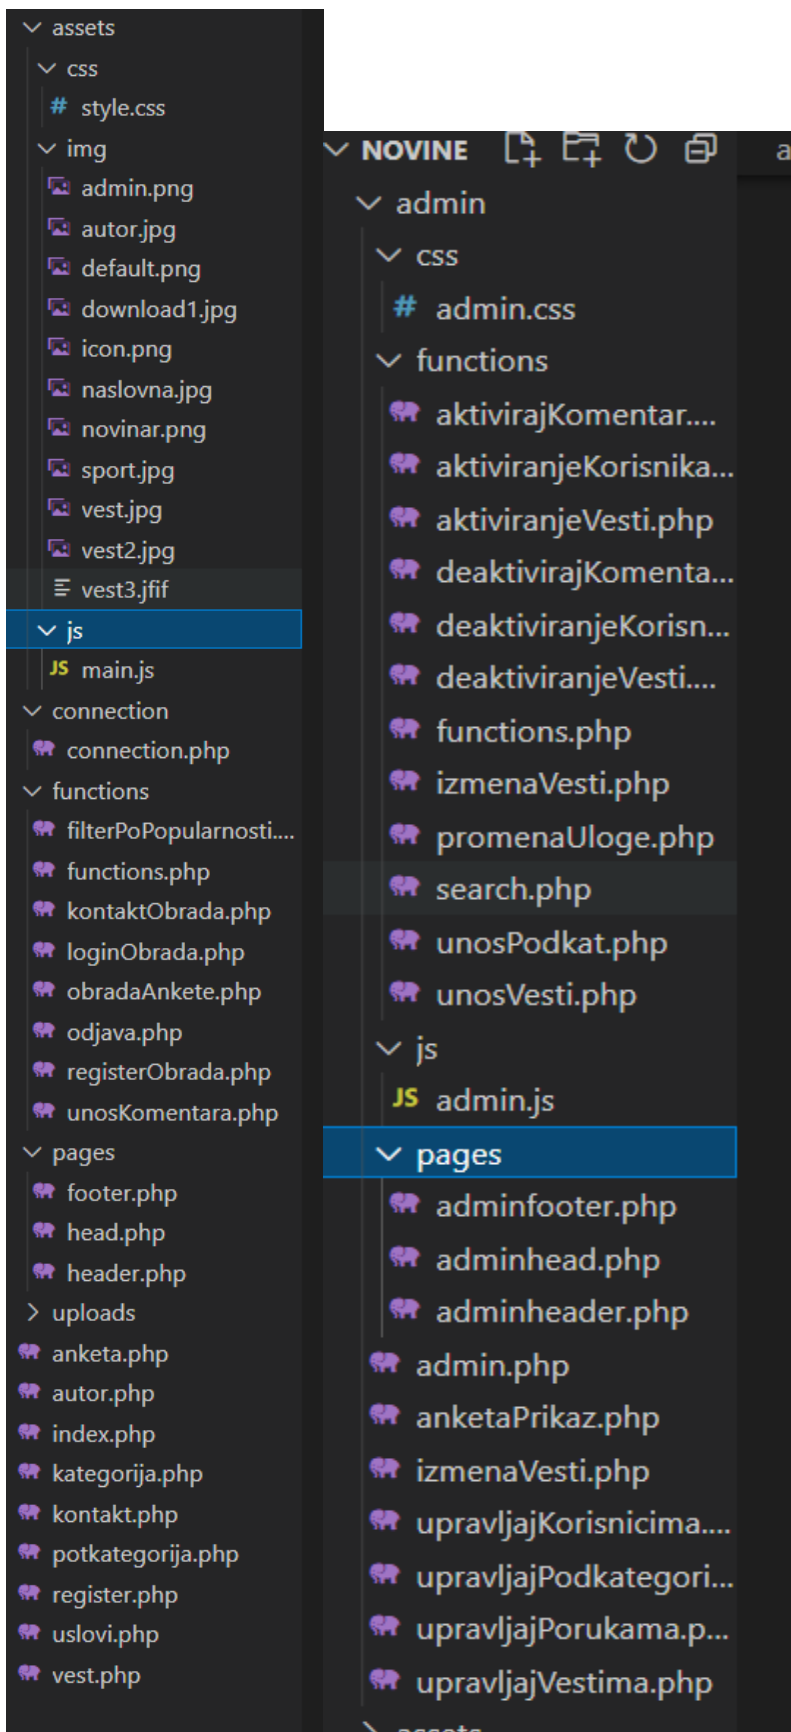 assets
css
# style.css
img
admin.png
autor.jpg
default.png
download1.jpg
icon.png
naslovna.jpg
novinar.png
sport.jpg
vest.jpg
vest2.jpg
vest3.jfif
js
JS main.js
connection
connection.php
functions
filterPoPopularnosti....
functions.php
kontaktObrada.php
loginObrada.php
obradaAnkete.php
odjava.php
registerObrada.php
unosKomentara.php
pages
footer.php
head.php
header.php
uploads
anketa.php
autor.php
index.php
kategorija.php
kontakt.php
potkategorija.php
register.php
uslovi.php
vest.php
NOVINE
a
admin
css
# admin.css
functions
aktivirajKomentar....
aktiviranjeKorisnika...
aktiviranjeVesti.php
deaktivirajKomenta...
deaktiviranjeKorisn...
deaktiviranjeVesti....
functions.php
izmenaVesti.php
promenaUloge.php
search.php
unosPodkat.php
unosVesti.php
js
JS admin.js
pages
adminfooter.php
adminhead.php
adminheader.php
admin.php
anketaPrikaz.php
izmenaVesti.php
upravljajKorisnicima....
upravljajPodkategori...
upravljajPorukama.p...
upravljajVestima.php
assets